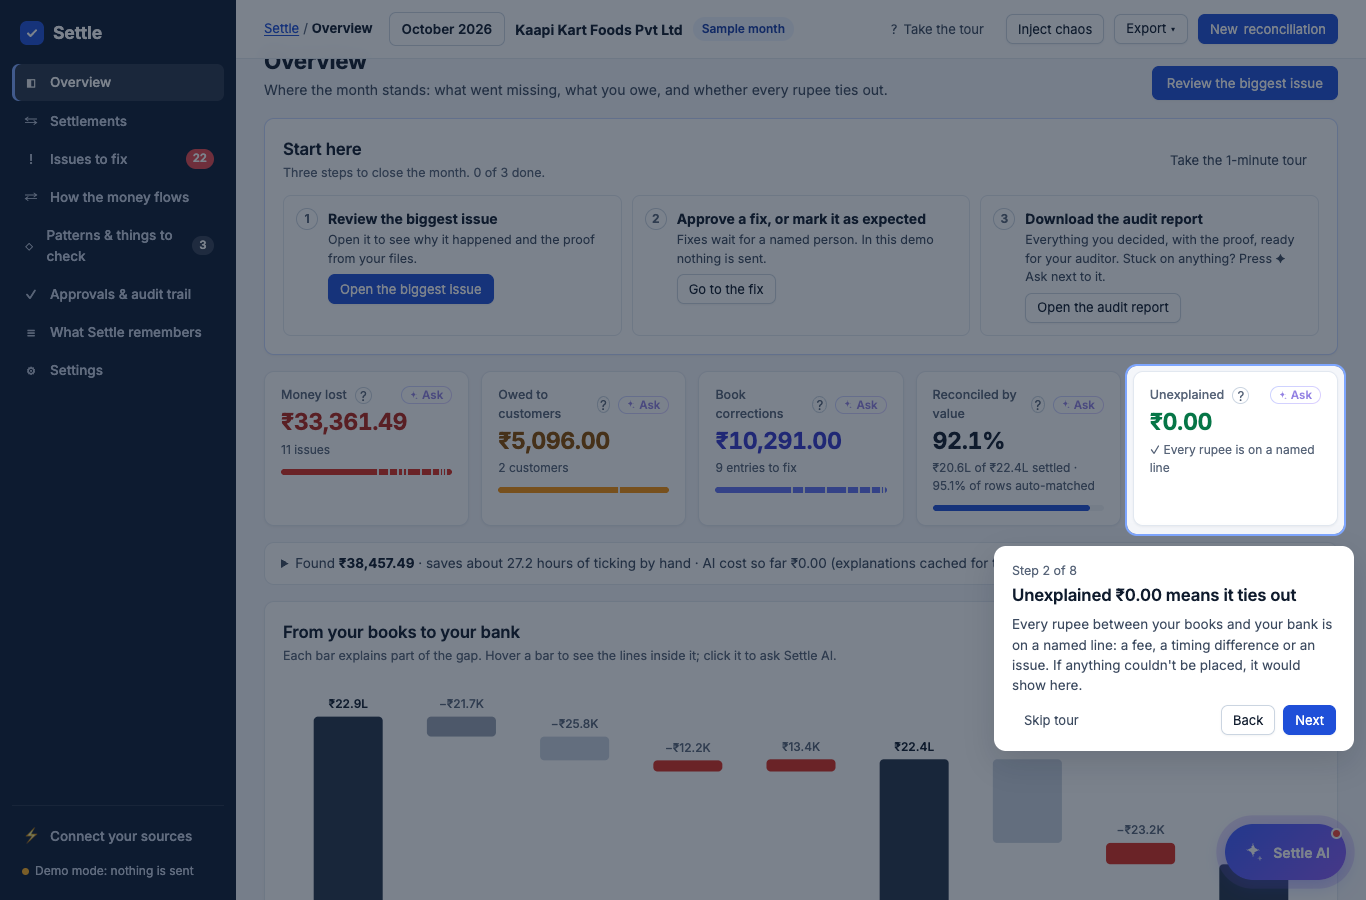 Settle
Overview
Settlements
! Issues to fix 22
How the money flows
Patterns & things to
check
3
Approvals & audit trail
What Settle remembers
Settings
⚡ Connect your sources
Demo mode: nothing is sent
Settle / Overview
October 2026
Kaapi Kart Foods Pvt Ltd
Sample month
? Take the tour
Inject chaos
Export
New reconciliation
Overview
Where the month stands: what went missing, what you owe, and whether every rupee ties out.
Review the biggest issue
Start here
Three steps to close the month. 0 of 3 done.
Take the 1-minute tour
1 Review the biggest issue
Open it to see why it happened and the proof
from your files.
Open the biggest issue
2 Approve a fix, or mark it as expected
Fixes wait for a named person. In this demo
nothing is sent.
Go to the fix
3 Download the audit report
Everything you decided, with the proof, ready
for your auditor. Stuck on anything? Press ✦
Ask next to it.
Open the audit report
Money lost ? Ask
₹33,361.49
11 issues
Owed to
customers
? Ask
₹5,096.00
2 customers
Book
corrections
? Ask
₹10,291.00
9 entries to fix
Reconciled by
value
? Ask
92.1%
₹20.6L of ₹22.4L settled ·
95.1% of rows auto-matched
Unexplained ? Ask
₹0.00
✓ Every rupee is on a named
line
▶ Found ₹38,457.49 · saves about 27.2 hours of ticking by hand · AI cost so far ₹0.00 (explanations cached for
Step 2 of 8
Unexplained ₹0.00 means it ties out
Every rupee between your books and your bank is
on a named line: a fee, a timing difference or an
issue. If anything couldn't be placed, it would
show here.
Skip tour
Back
Next
From your books to your bank
Each bar explains part of the gap. Hover a bar to see the lines inside it; click it to ask Settle AI.
₹22.9L
−₹21.7K
−₹25.8K
−₹12.2K
₹13.4K
₹22.4L
−₹23.2K
Settle AI